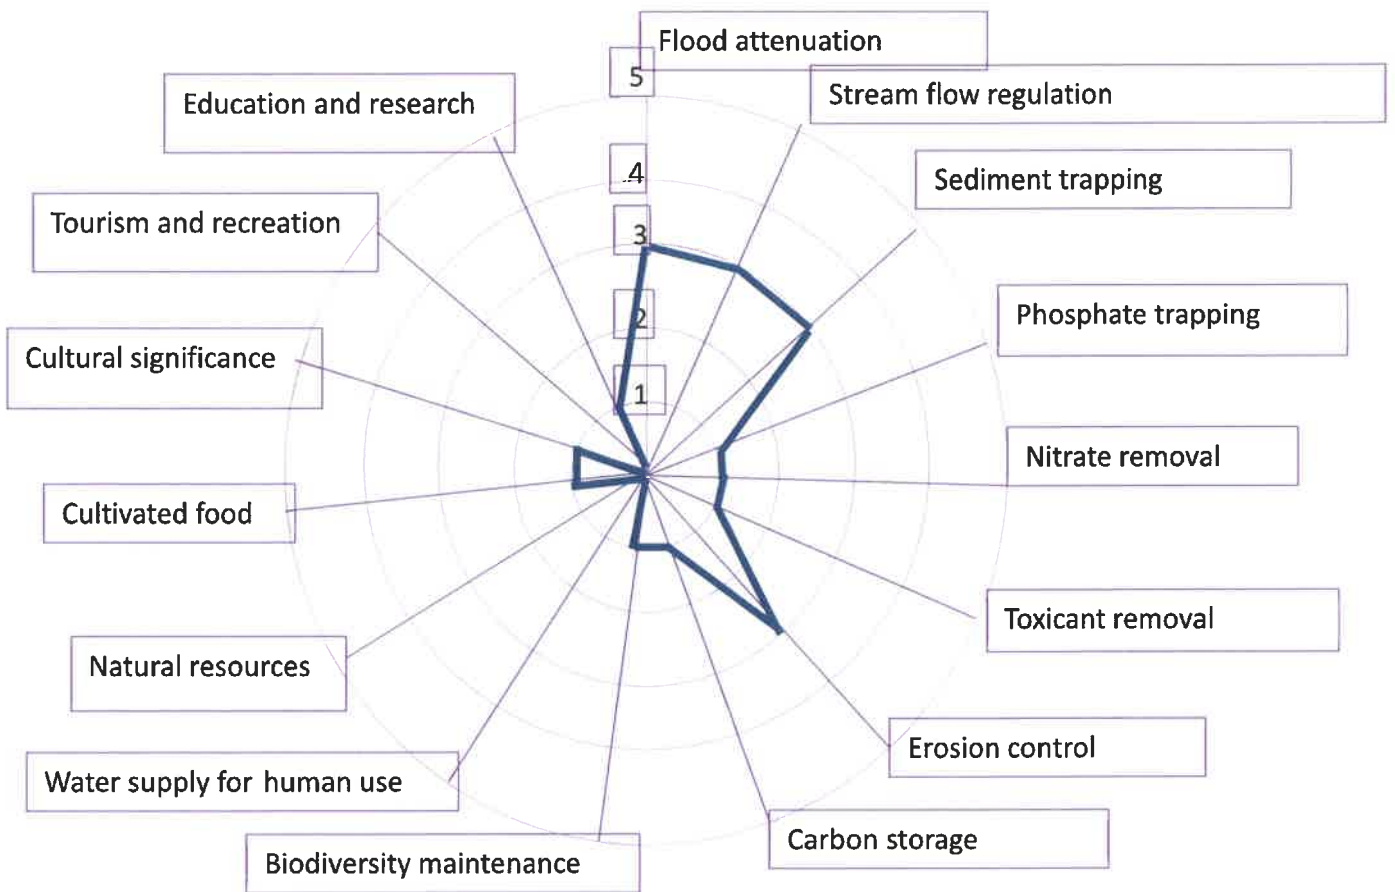 Flood attenuation
5
Stream flow regulation
Education and research
4
Sediment trapping
Tourism and recreation
3
Phosphate trapping
2
Cultural significance
1
Nitrate removal
Cultivated food
Toxicant removal
Natural resources
Erosion control
Water supply for human use
Carbon storage
Biodiversity maintenance